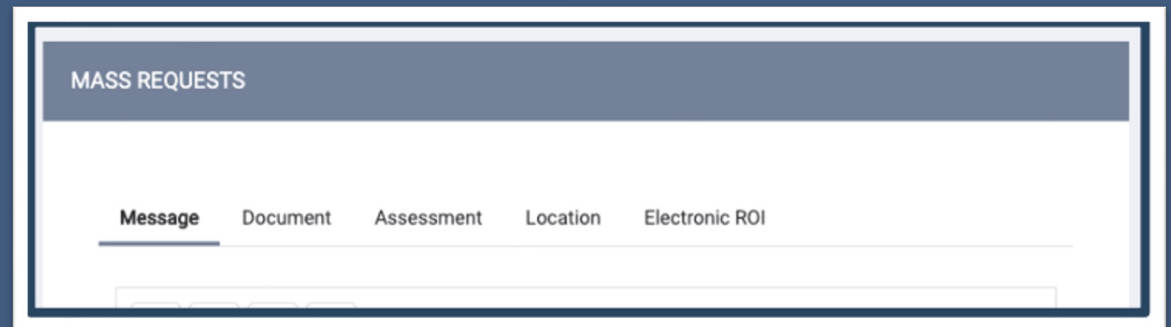 MASS REQUESTS
Message Document Assessment Location Electronic ROI